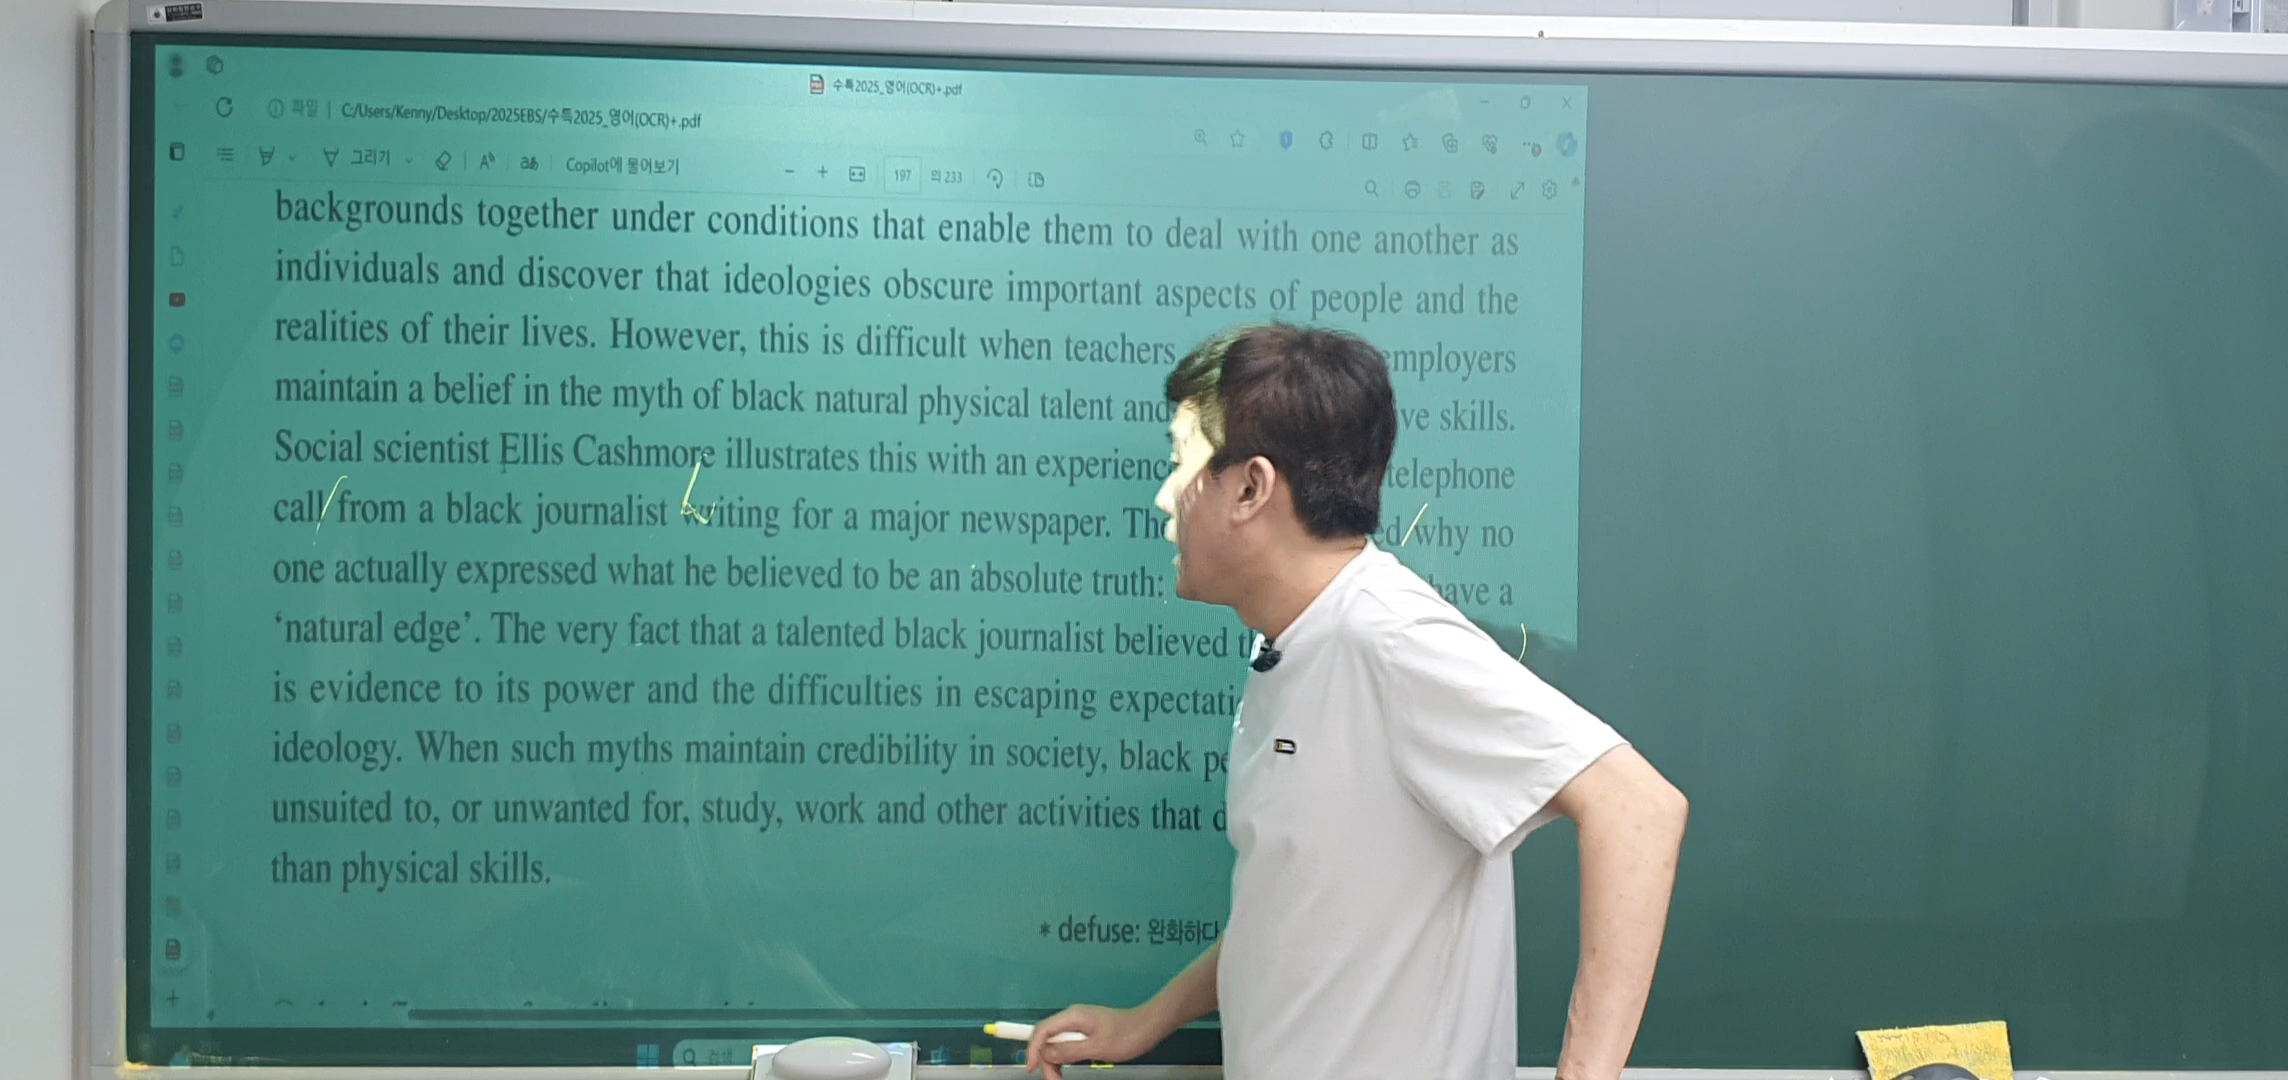 수특2025_영어(OCR)+.pdf
파일 | C:/Users/Kenny/Desktop/2025EBS/수특2025_영어(OCR)+.pdf
그리기 Copilot에 물어보기 197 의 233
backgrounds together under conditions that enable them to deal with one another as
individuals and discover that ideologies obscure important aspects of people and the
realities of their lives. However, this is difficult when teachers employers
maintain a belief in the myth of black natural physical talent and skills.
Social scientist Ellis Cashmore illustrates this with an telephone
call from a black journalist writing for a major newspaper. why no
one actually expressed what he believed to be an absolute truth: have a
‘natural edge’. The very fact that a talented black journalist believed
is evidence to its power and the difficulties in escaping
ideology. When such myths maintain credibility in society, black
unsuited to, or unwanted for, study, work and other activities that
than physical skills.
* defuse: 완화하다
검색